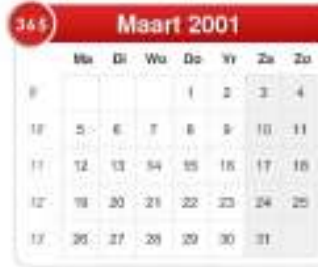 365 Maart 2001
Ma Di Wo Do Vr Za Zo
9 1 2 3 4
10 5 6 7 8 9 10 11
11 12 13 14 15 16 17 18
12 19 20 21 22 23 24 25
13 26 27 28 29 30 31